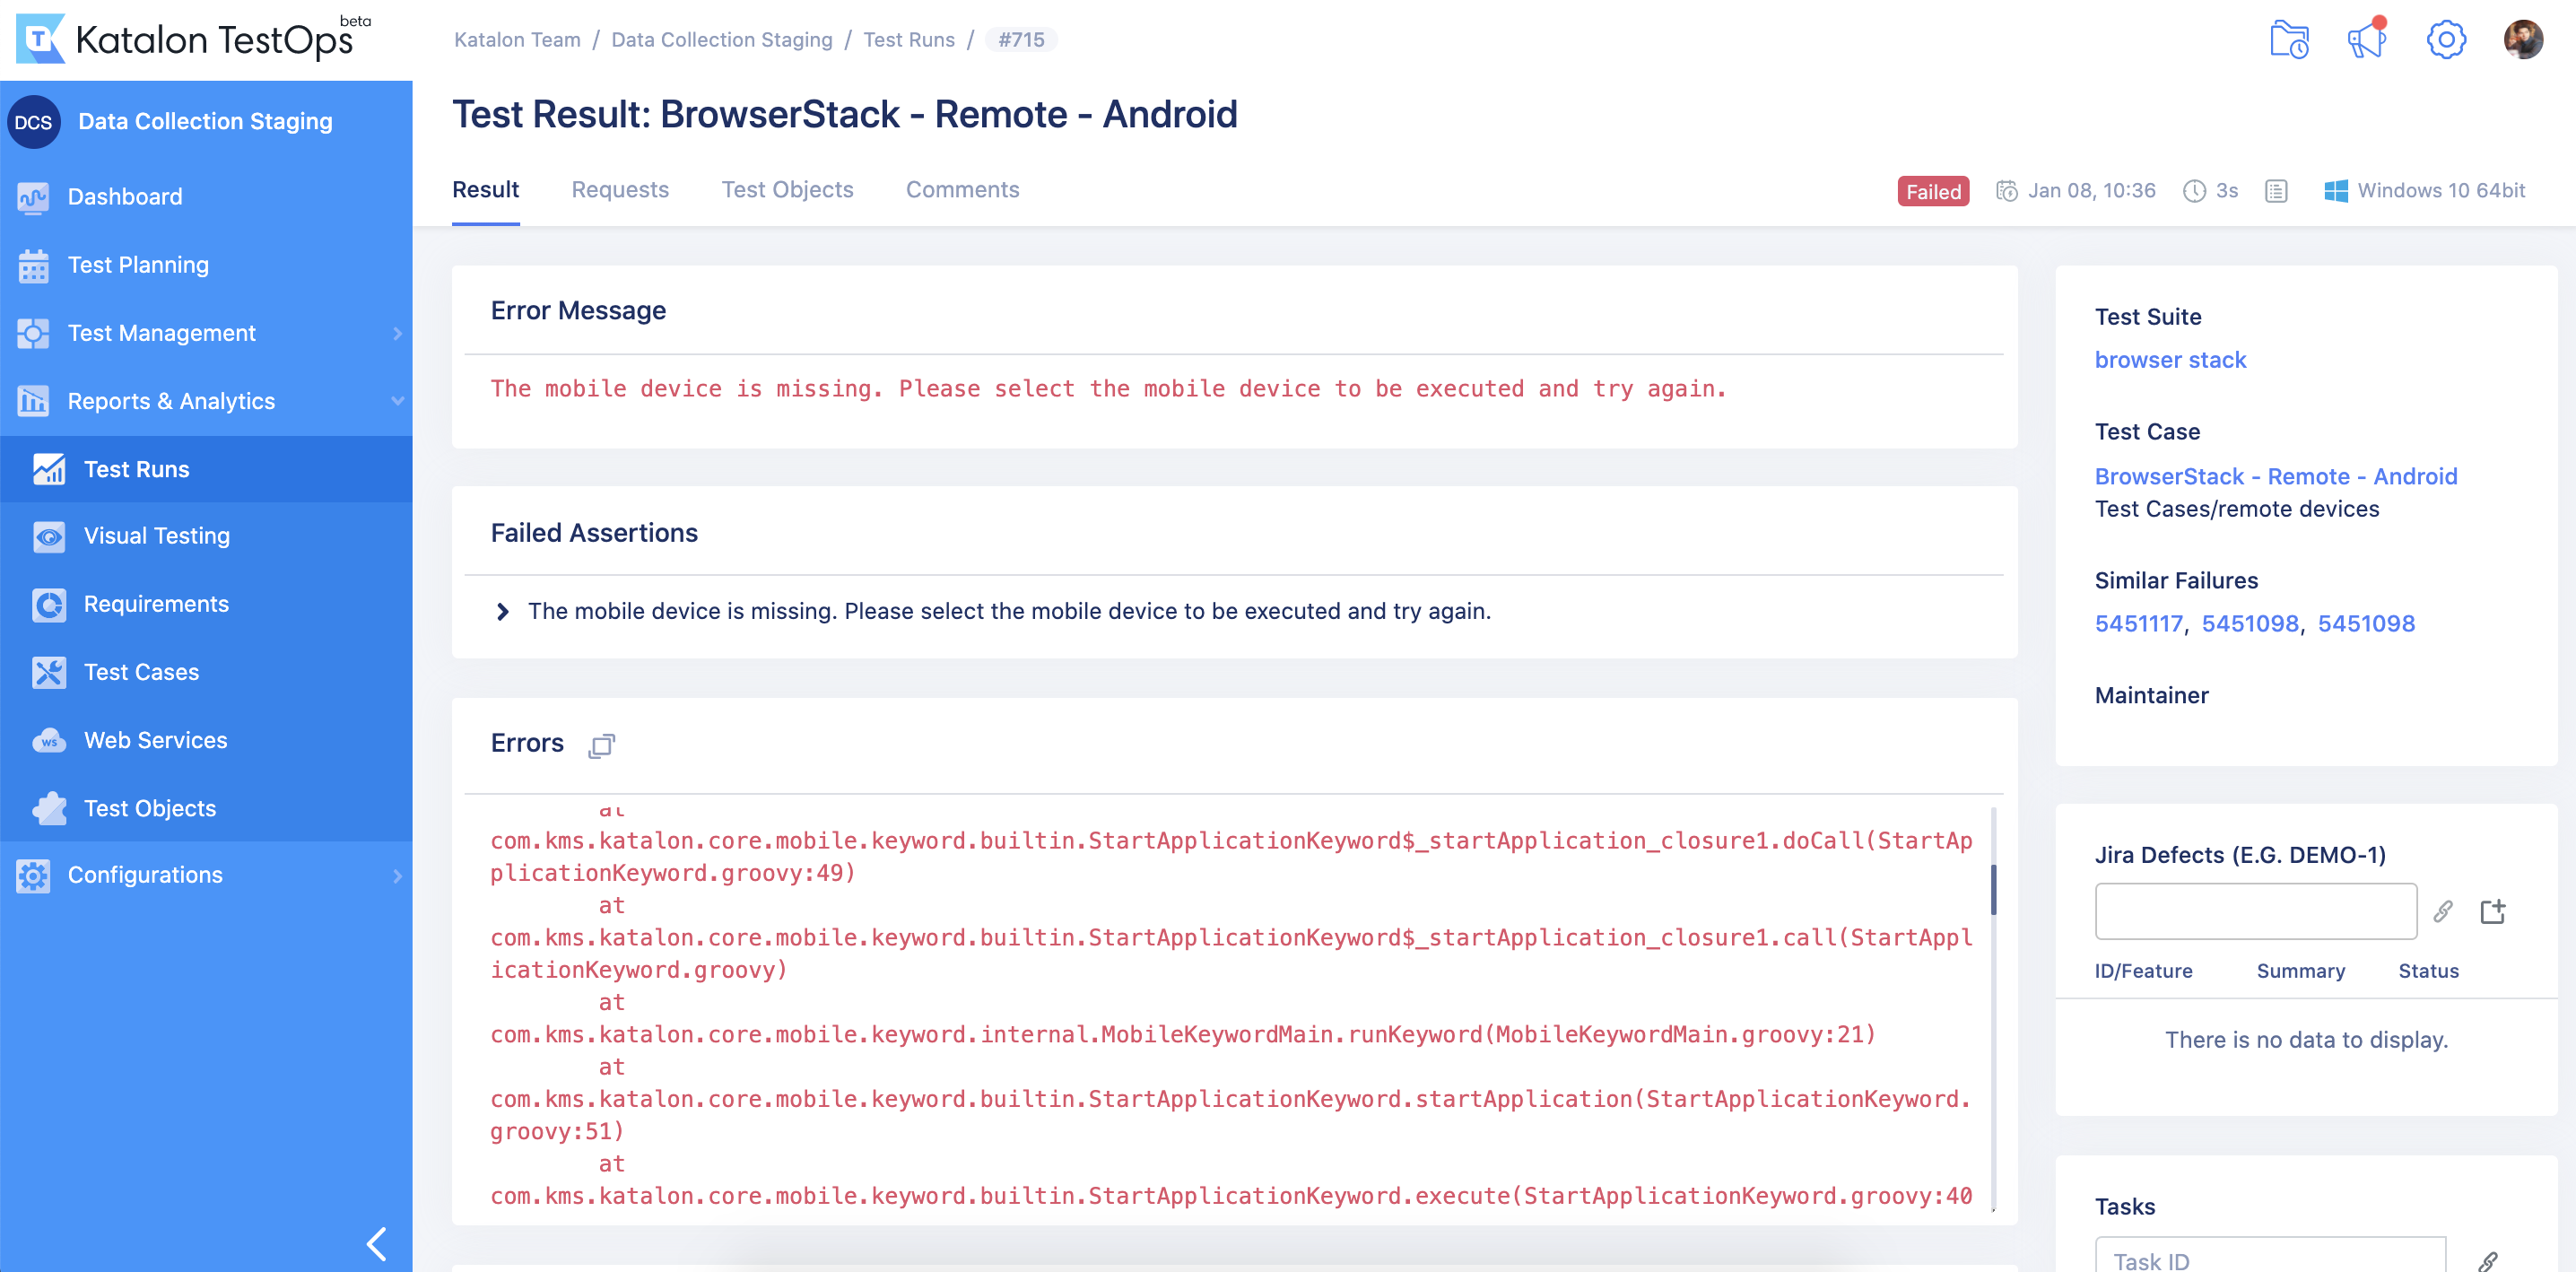 Katalon TestOps beta
Katalon Team / Data Collection Staging / Test Runs / #715
DCS Data Collection Staging
Dashboard
Test Planning
Test Management
Reports & Analytics
Test Runs
Visual Testing
Requirements
Test Cases
WS Web Services
Test Objects
Configurations
Test Result: BrowserStack - Remote - Android
Result Requests Test Objects Comments
Failed Jan 08, 10:36 3s Windows 10 64bit
Error Message
The mobile device is missing. Please select the mobile device to be executed and try again.
Failed Assertions
The mobile device is missing. Please select the mobile device to be executed and try again.
Errors
at
com.kms.katalon.core.mobile.keyword.builtin.StartApplicationKeyword$_startApplication_closure1.doCall(StartAp
plicationKeyword.groovy:49)
at
com.kms.katalon.core.mobile.keyword.builtin.StartApplicationKeyword$_startApplication_closure1.call(StartAppl
icationKeyword.groovy)
at
com.kms.katalon.core.mobile.keyword.internal.MobileKeywordMain.runKeyword(MobileKeywordMain.groovy:21)
at
com.kms.katalon.core.mobile.keyword.builtin.StartApplicationKeyword.startApplication(StartApplicationKeyword.
groovy:51)
at
com.kms.katalon.core.mobile.keyword.builtin.StartApplicationKeyword.execute(StartApplicationKeyword.groovy:40
Test Suite
browser stack
Test Case
BrowserStack - Remote - Android
Test Cases/remote devices
Similar Failures
5451117, 5451098, 5451098
Maintainer
Jira Defects (E.G. DEMO-1)
ID/Feature Summary Status
There is no data to display.
Tasks
Task ID